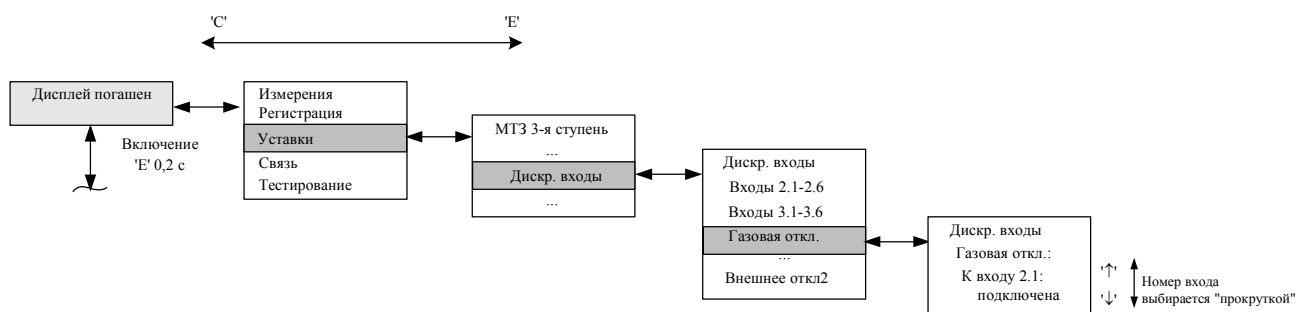 'С' 'Е'
Дисплей погашен
Включение
'Е' 0,2 с
Измерения
Регистрация
Уставки
Связь
Тестирование
МТЗ 3-я ступень
...
Дискр. входы
...
Дискр. входы
Входы 2.1-2.6
Входы 3.1-3.6
Газовая откл.
...
Внешнее откл2
Дискр. входы
Газовая откл.:
К входу 2.1:
подключена
'↑'
'↓'
Номер входа
выбирается "прокруткой"